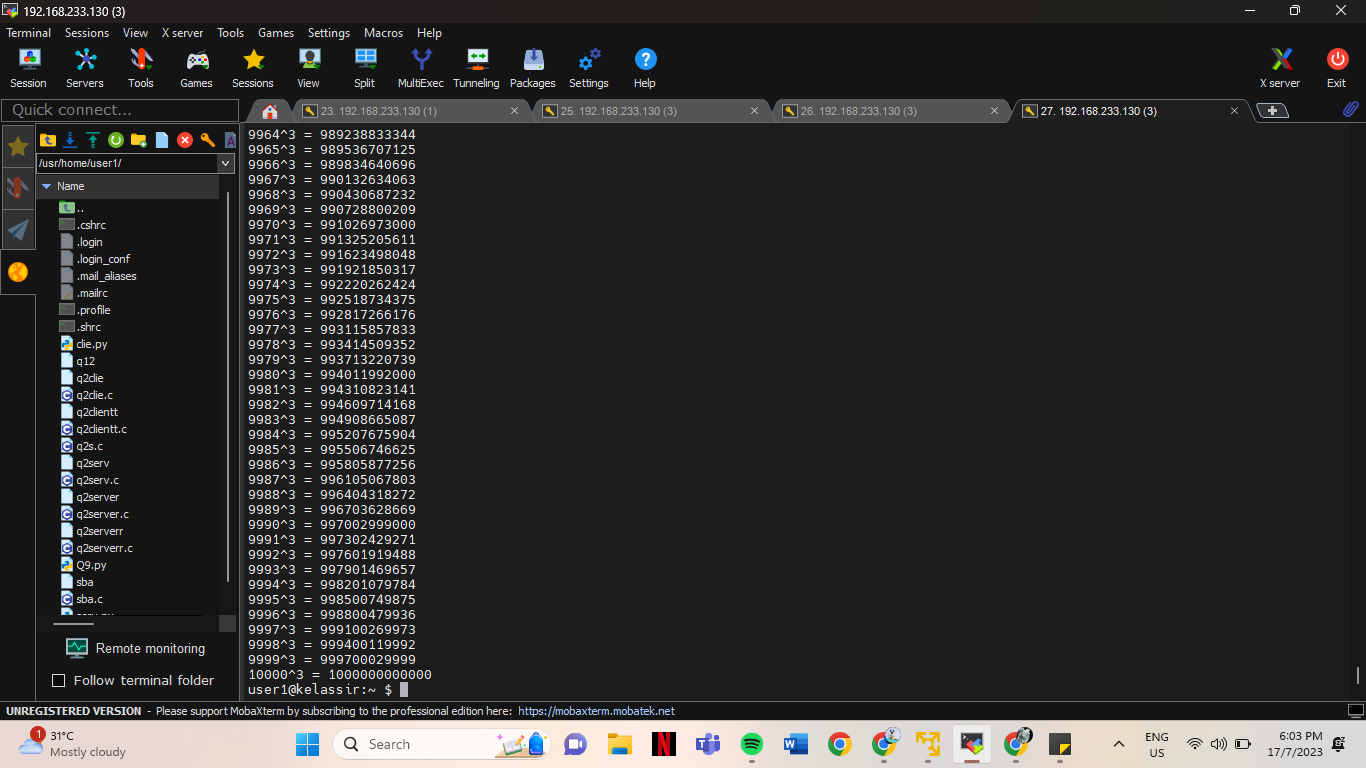 192.168.233.130 (3)
Terminal Sessions View X server Tools Games Settings Macros Help
Session Servers Tools Games Sessions View Split MultiExec Tunneling Packages Settings Help X server Exit
Quick connect...
23. 192.168.233.130 (1)
25. 192.168.233.130 (3)
26. 192.168.233.130 (3)
27. 192.168.233.130 (3)
/usr/home/user1/
Name
..
.cshrc
.login
.login_conf
.mail_aliases
.mailrc
.profile
.shrc
clie.py
q12
q2clie
q2clie.c
q2clientt
q2clientt.c
q2s.c
q2serv
q2serv.c
q2server
q2server.c
q2serverr
q2serverr.c
Q9.py
sba
sba.c
Remote monitoring
Follow terminal folder
9964^3 = 989238833344
9965^3 = 989536707125
9966^3 = 989834640696
9967^3 = 990132634063
9968^3 = 990430687232
9969^3 = 990728800209
9970^3 = 991026973000
9971^3 = 991325205611
9972^3 = 991623498048
9973^3 = 991921850317
9974^3 = 992220262424
9975^3 = 992518734375
9976^3 = 992817266176
9977^3 = 993115857833
9978^3 = 993414509352
9979^3 = 993713220739
9980^3 = 994011992000
9981^3 = 994310823141
9982^3 = 994609714168
9983^3 = 994908665087
9984^3 = 995207675904
9985^3 = 995506746625
9986^3 = 995805877256
9987^3 = 996105067803
9988^3 = 996404318272
9989^3 = 996703628669
9990^3 = 997002999000
9991^3 = 997302429271
9992^3 = 997601919488
9993^3 = 997901469657
9994^3 = 998201079784
9995^3 = 998500749875
9996^3 = 998800479936
9997^3 = 999100269973
9998^3 = 999400119992
9999^3 = 999700029999
10000^3 = 1000000000000
user1@kelassir:~ $
UNREGISTERED VERSION - Please support MobaXterm by subscribing to the professional edition here: https://mobaxterm.mobatek.net
1
31°C
Mostly cloudy
Search
ENG
US
6:03 PM
17/7/2023